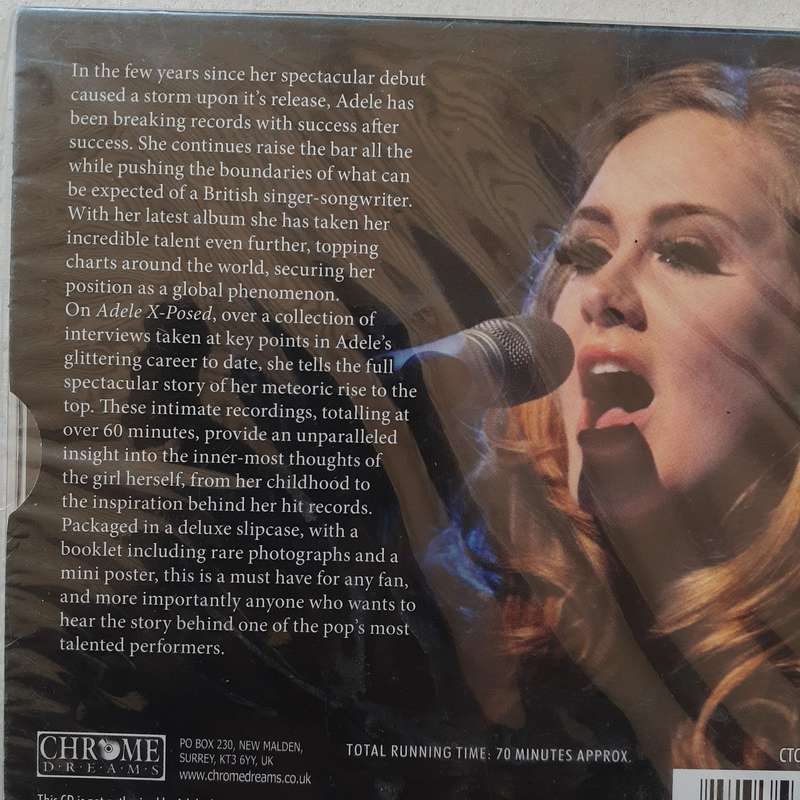 In the few years since her spectacular debut
caused a storm upon it's release, Adele has
been breaking records with success after
success. She continues raise the bar all the
while pushing the boundaries of what can
be expected of a British singer-songwriter.
With her latest album she has taken her
incredible talent even further, topping
charts around the world, securing her
position as a global phenomenon.
On Adele X-Posed, over a collection of
interviews taken at key points in Adele's
glittering career to date, she tells the full
spectacular story of her meteoric rise to the
top. These intimate recordings, totalling at
over 60 minutes, provide an unparalleled
insight into the inner-most thoughts of
the girl herself, from her childhood to
the inspiration behind her hit records.
Packaged in a deluxe slipcase, with a
booklet including rare photographs and a
mini poster, this is a must have for any fan,
and more importantly anyone who wants to
hear the story behind one of the pop's most
talented performers.
CHROME
D·R·E·A·M·S
PO BOX 230, NEW MALDEN,
SURREY, KT3 6YY, UK
www.chromedreams.co.uk
TOTAL RUNNING TIME: 70 MINUTES APPROX.